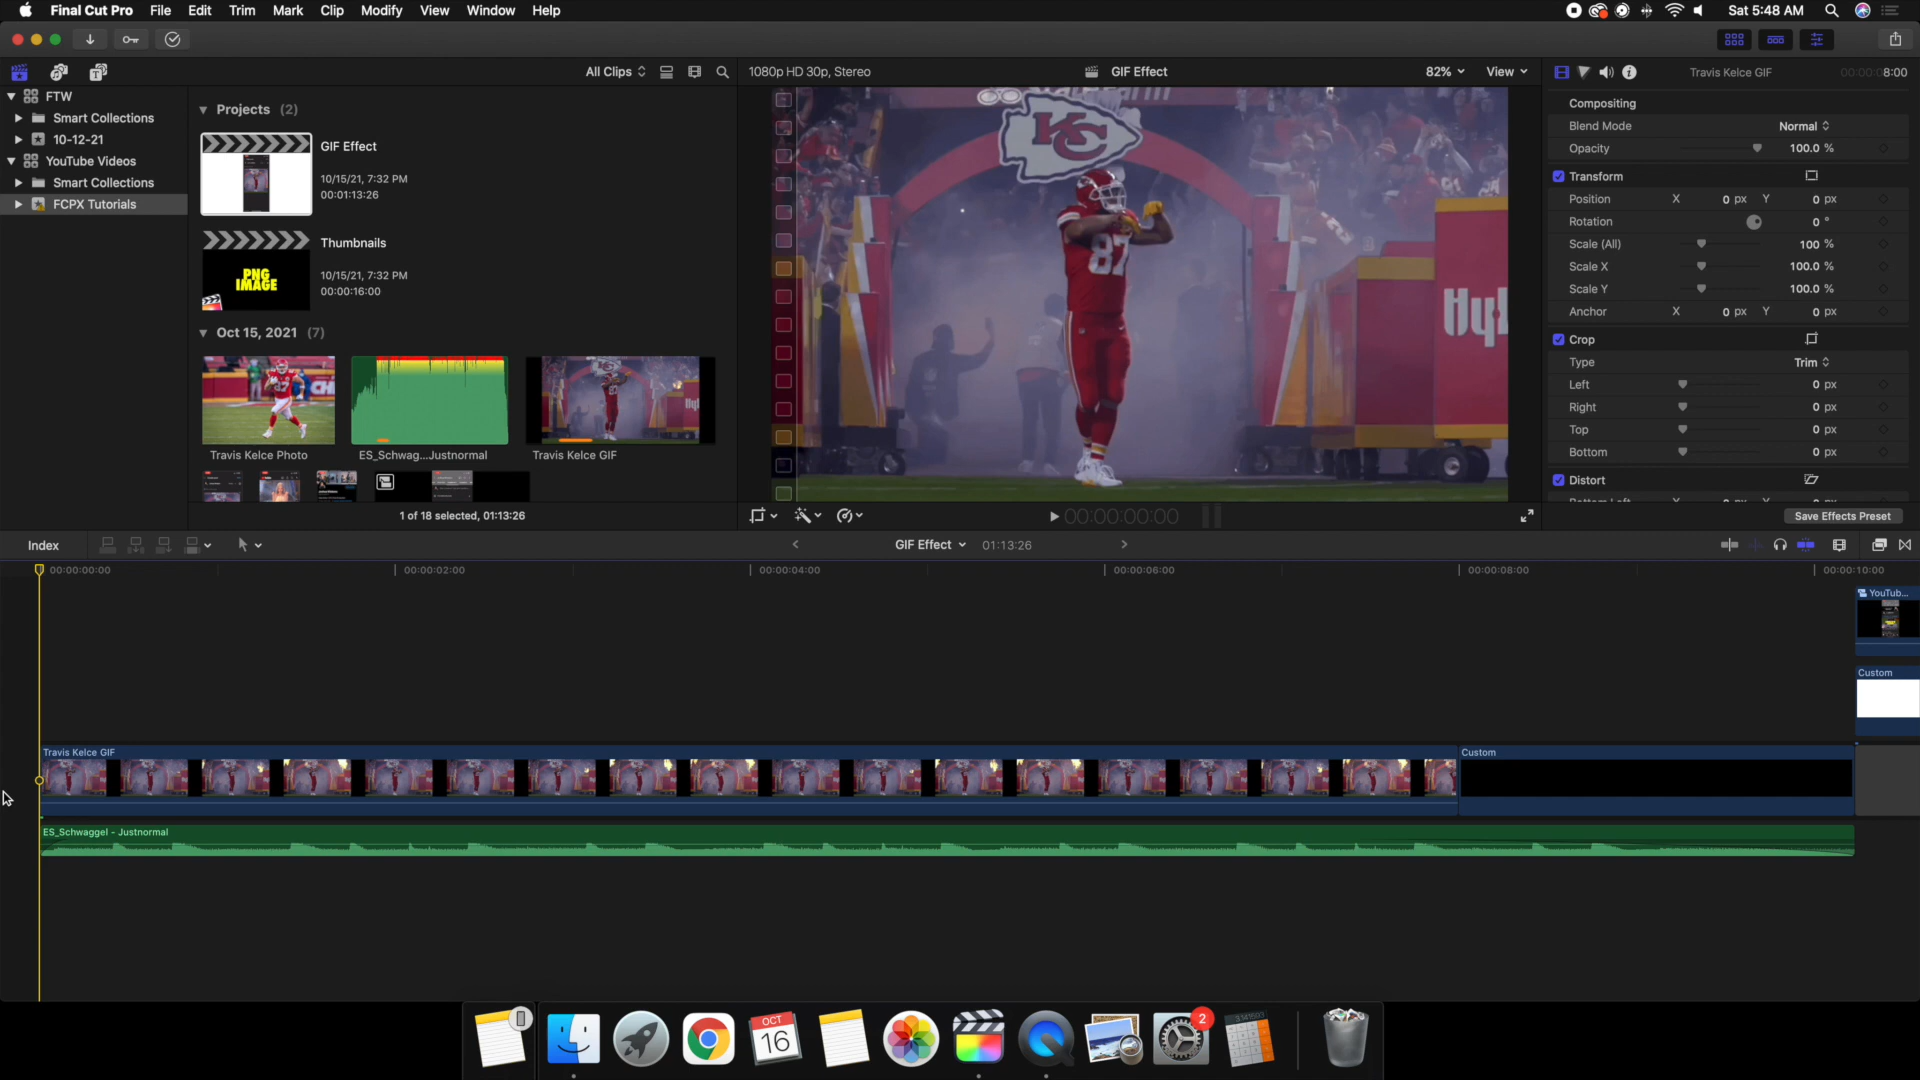 Final Cut Pro File Edit Trim Mark Clip Modify View Window Help
Sat 5:48 AM
All Clips
1080p HD 30p, Stereo
GIF Effect
82%
View
Travis Kelce GIF
00:00:08:00
FTW
Smart Collections
10-12-21
YouTube Videos
Smart Collections
FCPX Tutorials
Projects (2)
GIF Effect
10/15/21, 7:32 PM
00:01:13:26
Thumbnails
10/15/21, 7:32 PM
00:00:16:00
PNG
IMAGE
Oct 15, 2021 (7)
Travis Kelce Photo
ES_Schwag...Justnormal
Travis Kelce GIF
1 of 18 selected, 01:13:26
KC
87
00:00:00:00
Compositing
Blend Mode Normal
Opacity 100.0 %
Transform
Position X 0 px Y 0 px
Rotation 0 °
Scale (All) 100 %
Scale X 100.0 %
Scale Y 100.0 %
Anchor X 0 px Y 0 px
Crop
Type Trim
Left 0 px
Right 0 px
Top 0 px
Bottom 0 px
Distort
Save Effects Preset
Index
GIF Effect 01:13:26
00:00:00:00 00:00:02:00 00:00:04:00 00:00:06:00 00:00:08:00 00:00:10:00
YouTub...
Custom
Travis Kelce GIF
Custom
ES_Schwaggel - Justnormal
OCT
16
2